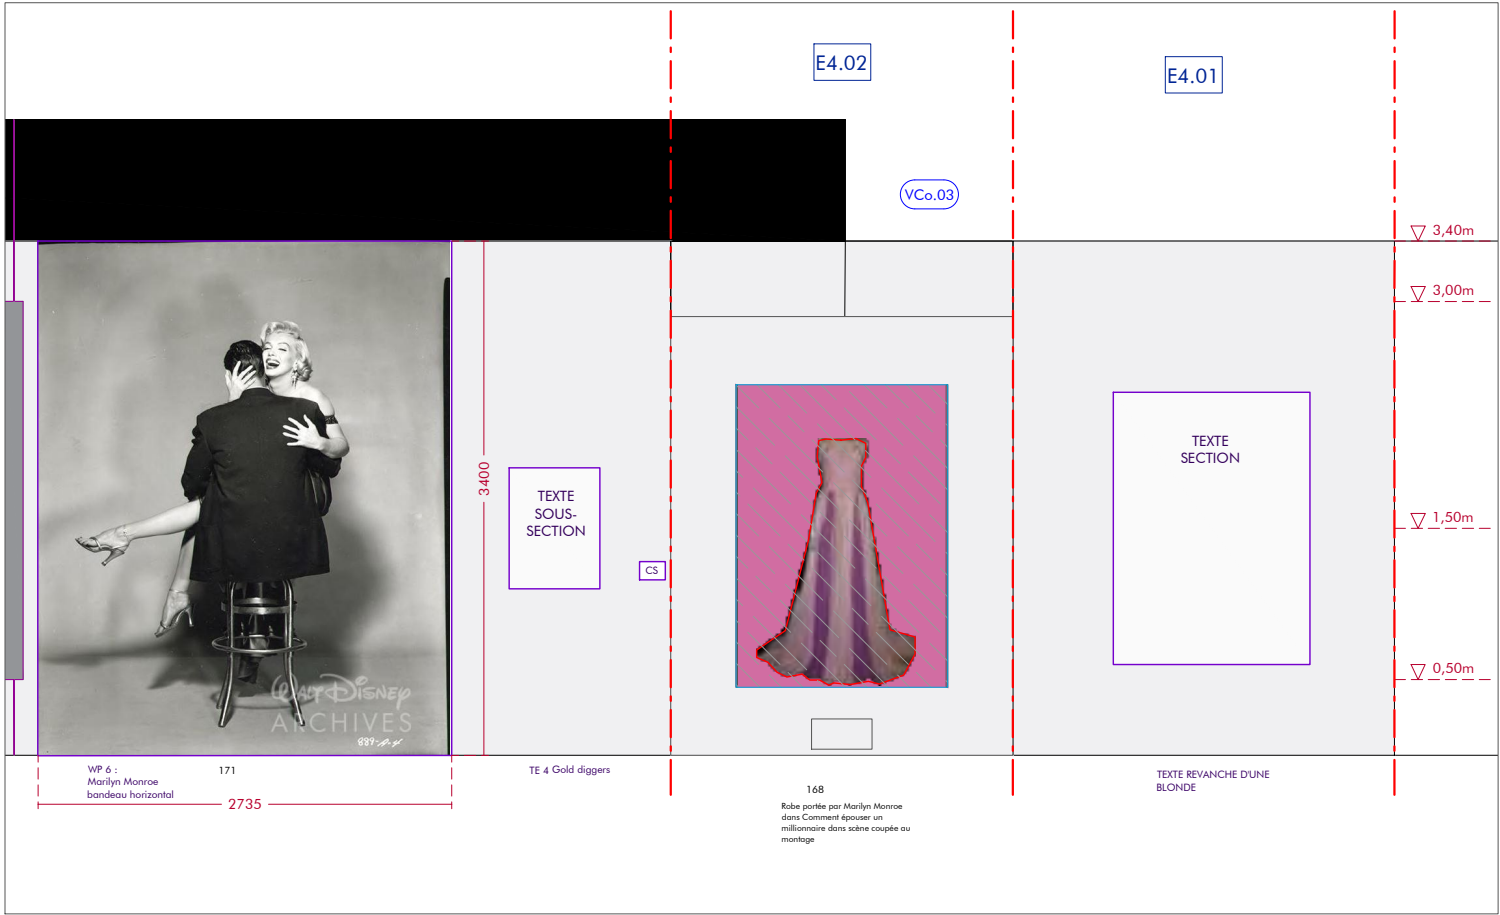 E4.02
E4.01
VCo.03
3,40m
3,00m
3400
TEXTE
SECTION
TEXTE
SOUS-
SECTION
1,50m
CS
0,50m
WALT DISNEY
ARCHIVES
889-A-4
WP 6 :
Marilyn Monroe
bandeau horizontal
171
2735
TE 4 Gold diggers
168
Robe portée par Marilyn Monroe
dans Comment épouser un
millionnaire dans scène coupée au
montage
TEXTE REVANCHE D'UNE
BLONDE